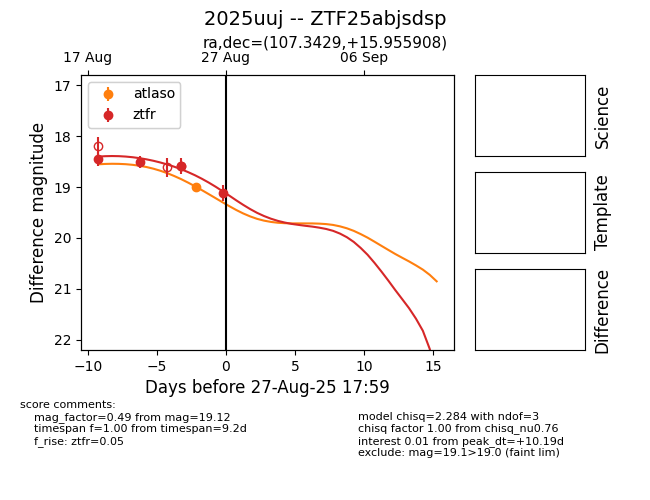 2025uuj -- ZTF25abjsdsp
ra,dec=(107.3429,+15.955908)
17 Aug
27 Aug
06 Sep
atlaso
ztfr
Difference magnitude
17
18
19
20
21
22
−10
−5
0
5
10
15
Days before 27-Aug-25 17:59
Science
Template
Difference
score comments:
mag_factor=0.49 from mag=19.12
timespan f=1.00 from timespan=9.2d
f_rise: ztfr=0.05
model chisq=2.284 with ndof=3
chisq factor 1.00 from chisq_nu0.76
interest 0.01 from peak_dt=+10.19d
exclude: mag=19.1>19.0 (faint lim)